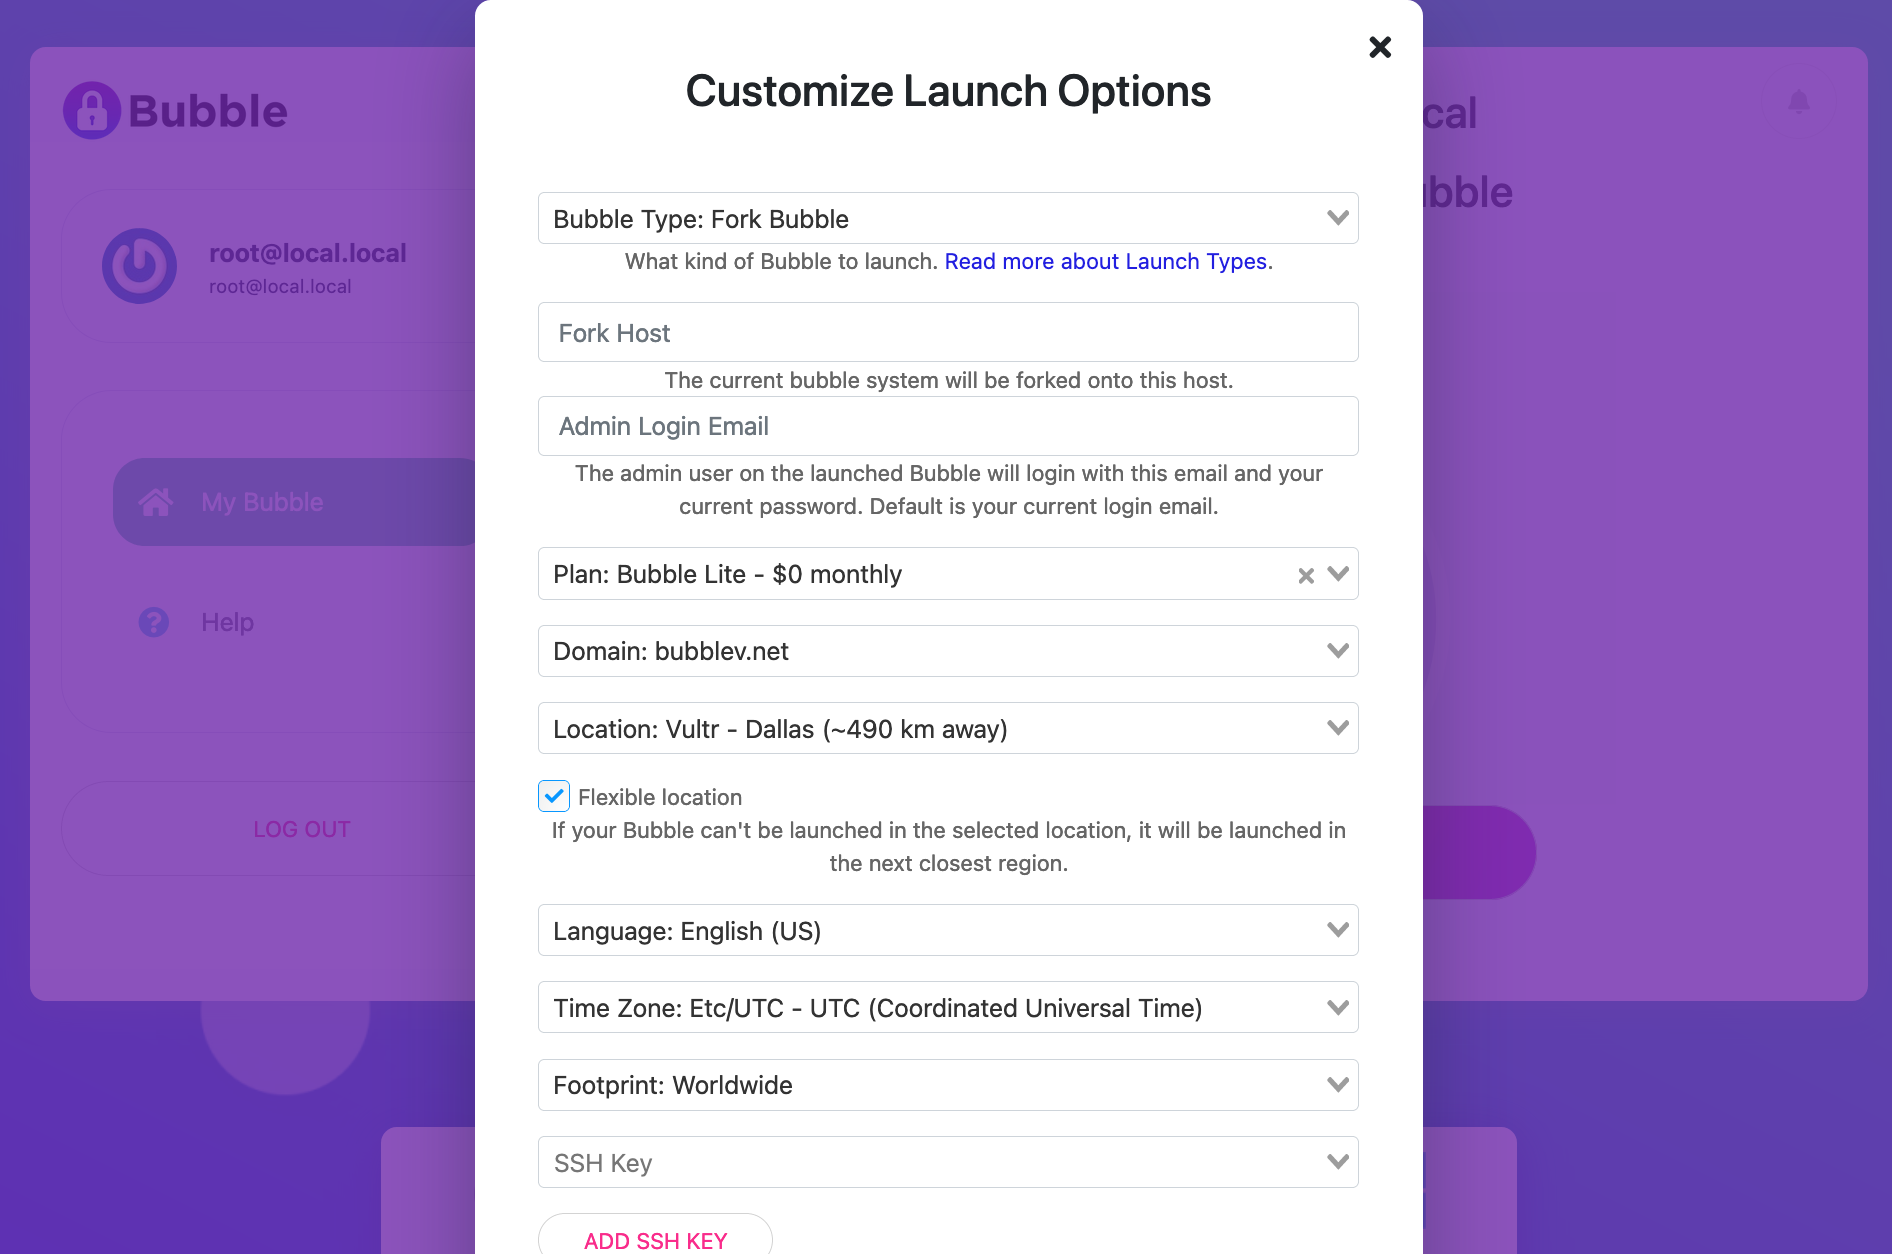 Customize Launch Options
Bubble
root@local.local
root@local.local
My Bubble
Help
LOG OUT
Bubble Type: Fork Bubble
What kind of Bubble to launch. Read more about Launch Types.
Fork Host
The current bubble system will be forked onto this host.
Admin Login Email
The admin user on the launched Bubble will login with this email and your
current password. Default is your current login email.
Plan: Bubble Lite - $0 monthly
Domain: bubblev.net
Location: Vultr - Dallas (~490 km away)
Flexible location
If your Bubble can't be launched in the selected location, it will be launched in
the next closest region.
Language: English (US)
Time Zone: Etc/UTC - UTC (Coordinated Universal Time)
Footprint: Worldwide
SSH Key
ADD SSH KEY
cal
ubble